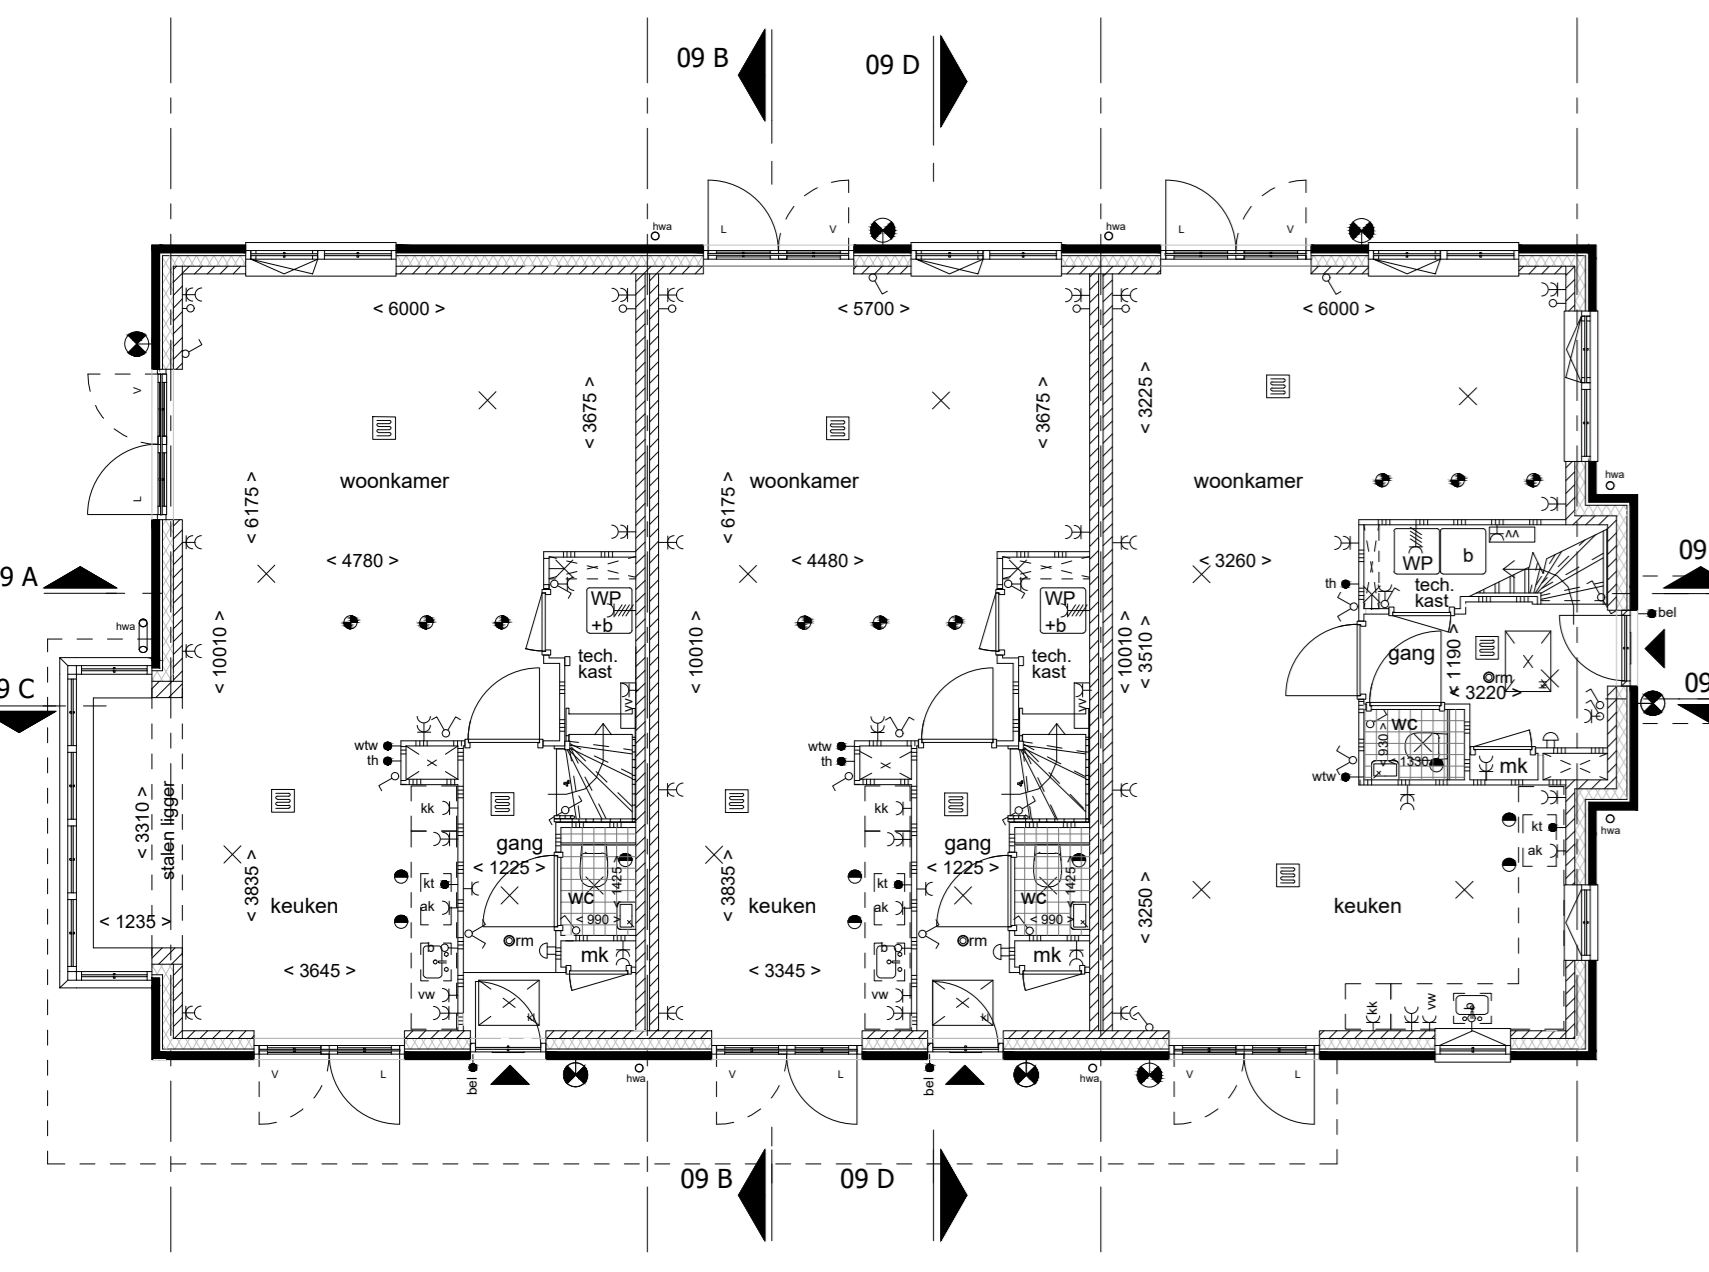 09 B
09 D
hwa
hwa
L
V
L
V
< 6000 >
< 5700 >
< 6000 >
V
L
< 3675 >
< 3675 >
< 3225 >
woonkamer
woonkamer
woonkamer
hwa
< 6175 >
< 6175 >
< 4780 >
< 4480 >
< 3260 >
WP
b
09
9 A
WP
+b
WP
+b
th
tech.
kast
bel
hwa
< 10010 >
tech.
kast
< 10010 >
tech.
kast
< 10010 >
< 3510 >
gang
< 1190 >
rm
< 3220 >
9 C
09
wc
wtw
th
wtw
th
930 >
< 1330 >
wtw
mk
< 3310 >
stalen ligger
kk
kk
kt
ak
hwa
gang
< 1225 >
gang
< 1225 >
< 3835 >
< 3835 >
< 3250 >
kt
ak
wc
< 1425 >
< 990 >
kt
ak
wc
1425 >
< 990 >
< 1235 >
keuken
keuken
keuken
rm
rm
b
b
mk
mk
< 3645 >
< 3345 >
vw
vw
kk
vw
V
L
bel
hwa
V
L
bel
hwa
V
L
09 B
09 D